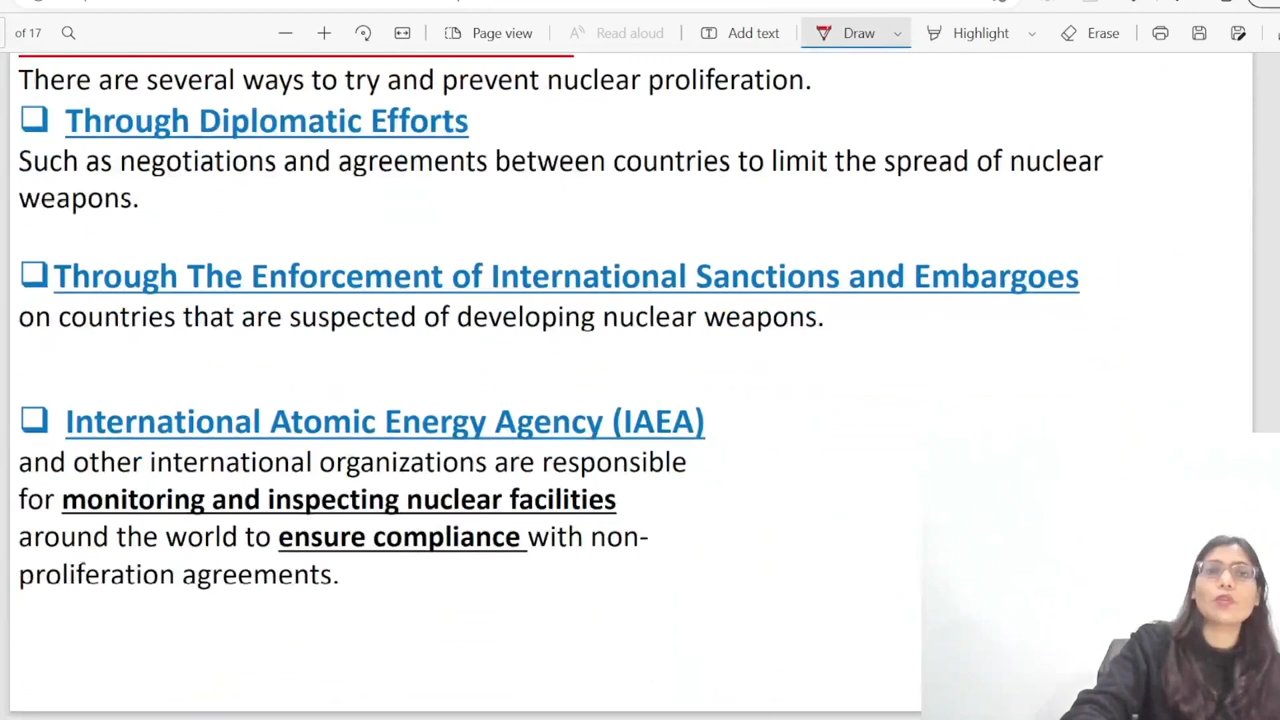 of 17
Page view
Read aloud
Add text
Draw
Highlight
Erase
There are several ways to try and prevent nuclear proliferation.
Through Diplomatic Efforts
Such as negotiations and agreements between countries to limit the spread of nuclear
weapons.
Through The Enforcement of International Sanctions and Embargoes
on countries that are suspected of developing nuclear weapons.
International Atomic Energy Agency (IAEA)
and other international organizations are responsible
for monitoring and inspecting nuclear facilities
around the world to ensure compliance with non-
proliferation agreements.